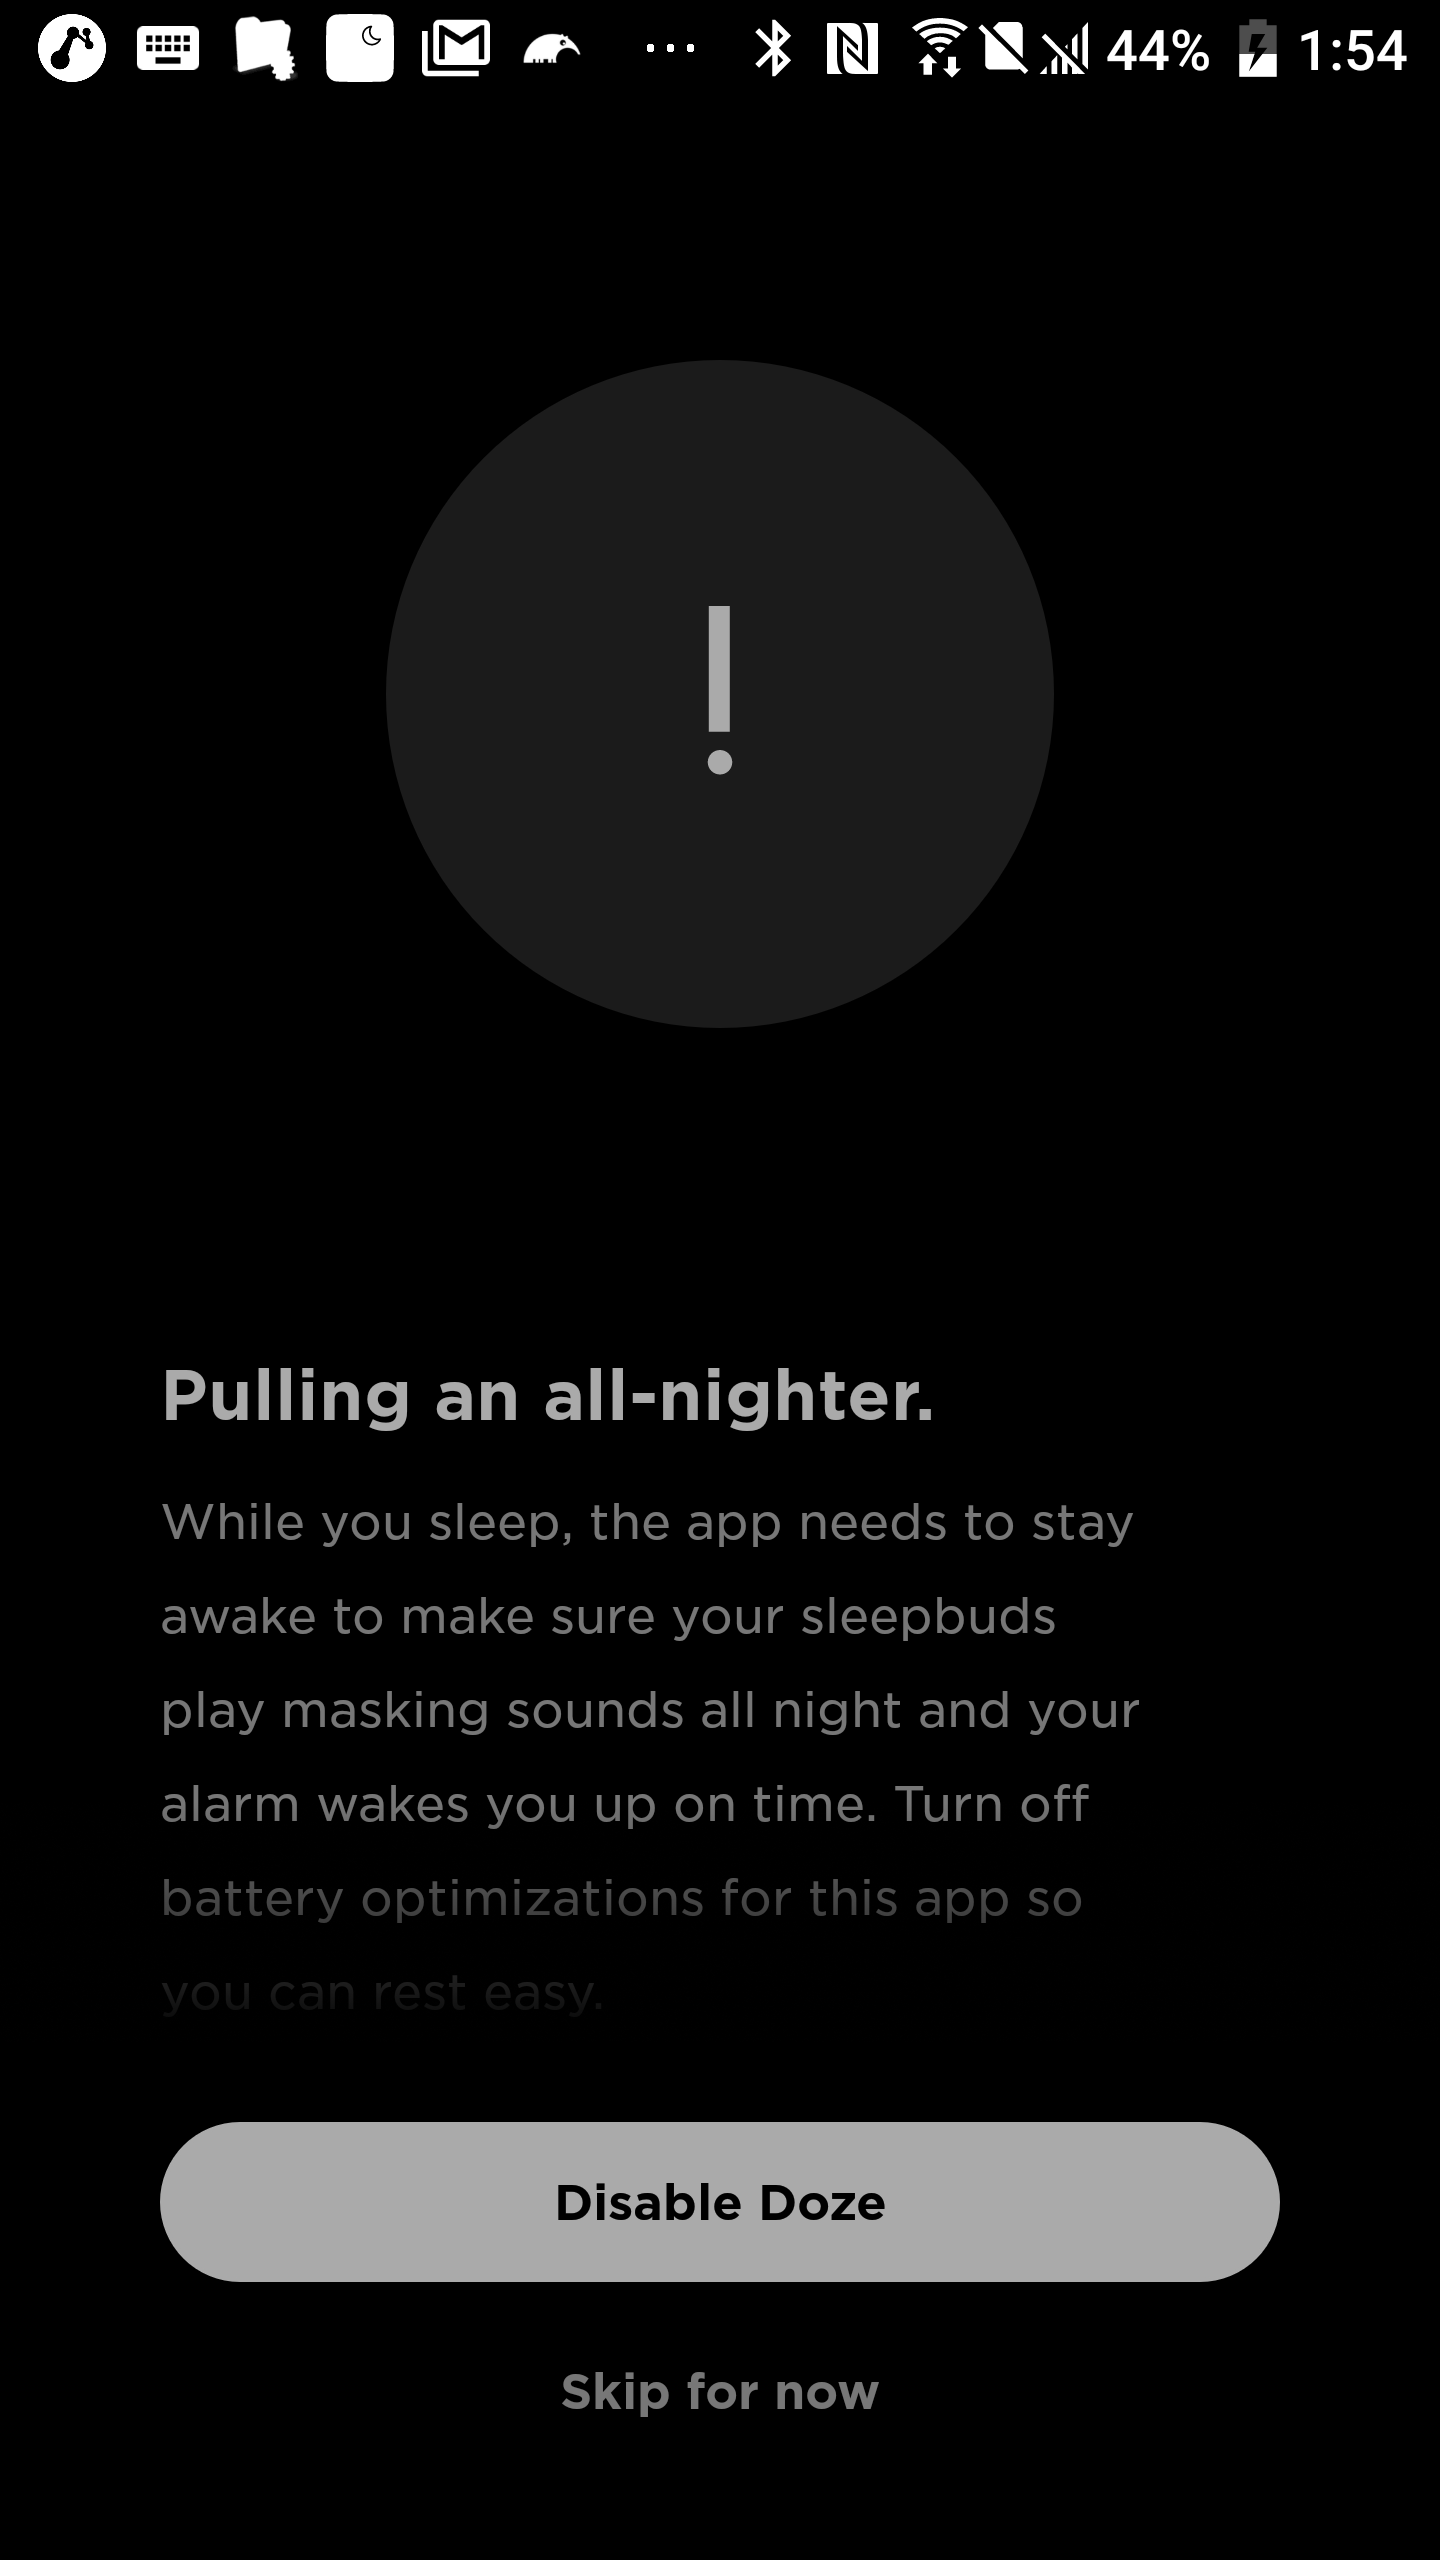 44% 1:54
Pulling an all-nighter.
While you sleep, the app needs to stay
awake to make sure your sleepbuds
play masking sounds all night and your
alarm wakes you up on time. Turn off
battery optimizations for this app so
you can rest easy.
Disable Doze
Skip for now